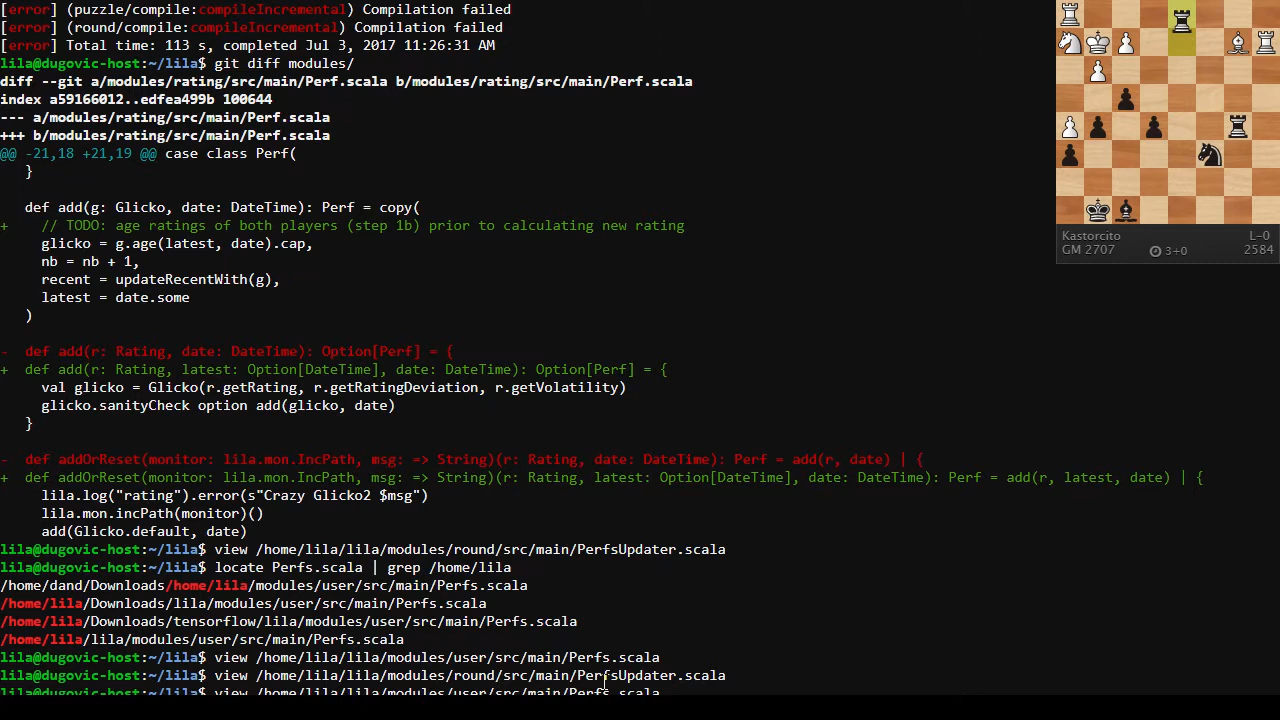 [error] (puzzle/compile:compileIncremental) Compilation failed
[error] (round/compile:compileIncremental) Compilation failed
[error] Total time: 113 s, completed Jul 3, 2017 11:26:31 AM
lila@dugovic-host:~/lila$ git diff modules/
diff --git a/modules/rating/src/main/Perf.scala b/modules/rating/src/main/Perf.scala
index a59166012..edfea499b 100644
--- a/modules/rating/src/main/Perf.scala
+++ b/modules/rating/src/main/Perf.scala
@@ -21,18 +21,19 @@ case class Perf(
   }
   def add(g: Glicko, date: DateTime): Perf = copy(
+    // TODO: age ratings of both players (step 1b) prior to calculating new rating
     glicko = g.age(latest, date).cap,
     nb = nb + 1,
     recent = updateRecentWith(g),
     latest = date.some
   )
-  def add(r: Rating, date: DateTime): Option[Perf] = {
+  def add(r: Rating, latest: Option[DateTime], date: DateTime): Option[Perf] = {
     val glicko = Glicko(r.getRating, r.getRatingDeviation, r.getVolatility)
     glicko.sanityCheck option add(glicko, date)
   }
-  def addOrReset(monitor: lila.mon.IncPath, msg: => String)(r: Rating, date: DateTime): Perf = add(r, date) | {
+  def addOrReset(monitor: lila.mon.IncPath, msg: => String)(r: Rating, latest: Option[DateTime], date: DateTime): Perf = add(r, latest, date) | {
     lila.log("rating").error(s"Crazy Glicko2 $msg")
     lila.mon.incPath(monitor)()
     add(Glicko.default, date)
lila@dugovic-host:~/lila$ view /home/lila/lila/modules/round/src/main/PerfsUpdater.scala
lila@dugovic-host:~/lila$ locate Perfs.scala | grep /home/lila
/home/dand/Downloads/home/lila/modules/user/src/main/Perfs.scala
/home/lila/Downloads/lila/modules/user/src/main/Perfs.scala
/home/lila/Downloads/tensorflow/lila/modules/user/src/main/Perfs.scala
/home/lila/lila/modules/user/src/main/Perfs.scala
lila@dugovic-host:~/lila$ view /home/lila/lila/modules/user/src/main/Perfs.scala
lila@dugovic-host:~/lila$ view /home/lila/lila/modules/round/src/main/PerfsUpdater.scala
lila@dugovic-host:~/lila$ view /home/lila/lila/modules/user/src/main/Perfs.scala
Kastorcito L-0
GM 2707 3+0 2584